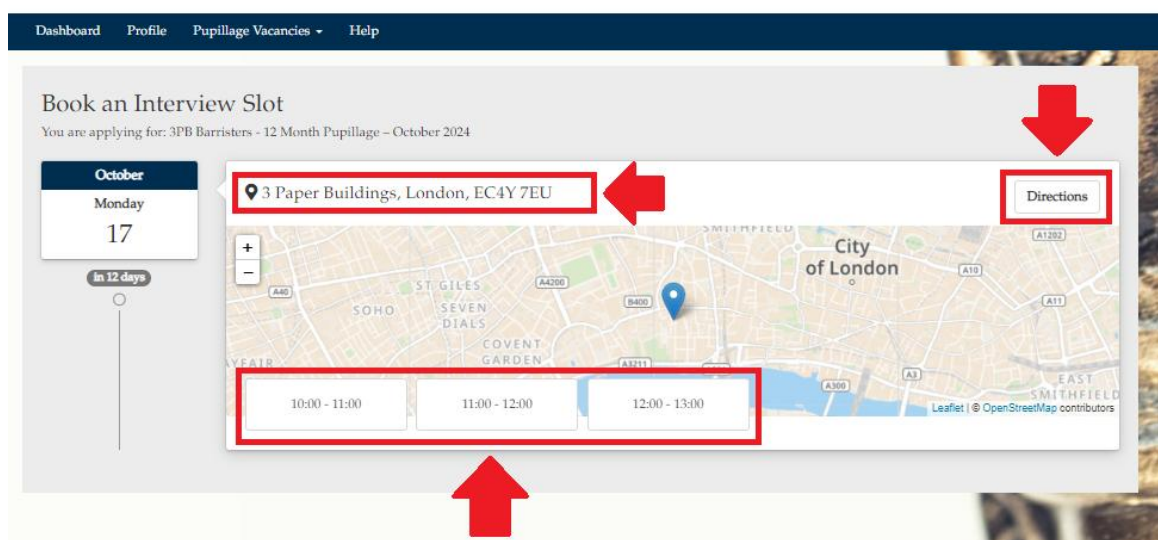 Dashboard Profile Pupillage Vacancies Help
Book an Interview Slot
You are applying for: 3PB Barristers - 12 Month Pupillage – October 2024
October
Monday
17
in 12 days
3 Paper Buildings, London, EC4Y 7EU
Directions
+
−
SMITHFIELD
City
of London
A1202
A10
A40
ST GILES
A4200
B400
A11
SOHO
SEVEN
DIALS
COVENT
GARDEN
A3211
A3
A300
EAST
SMITHFIELD
10:00 - 11:00
11:00 - 12:00
12:00 - 13:00
Leaflet | © OpenStreetMap contributors